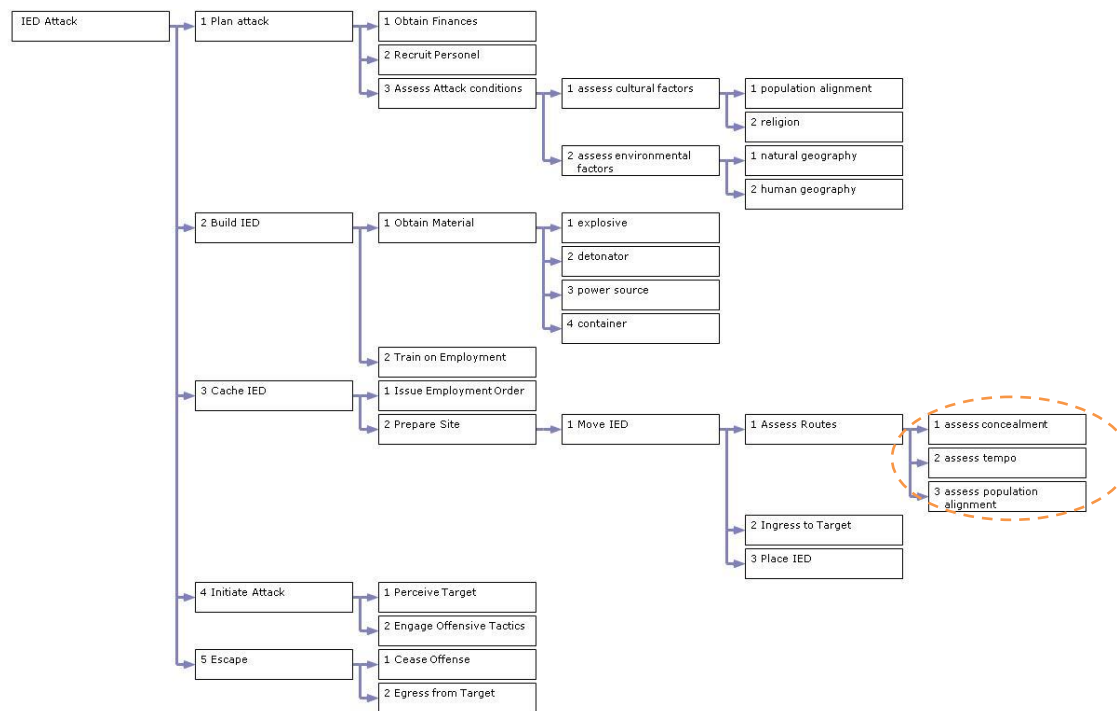 IED Attack
1 Plan attack
1 Obtain Finances
2 Recruit Personel
3 Assess Attack conditions
1 assess cultural factors
1 population alignment
2 religion
2 assess environmental
factors
1 natural geography
2 human geography
2 Build IED
1 Obtain Material
1 explosive
2 detonator
3 power source
4 container
2 Train on Employment
3 Cache IED
1 Issue Employment Order
2 Prepare Site
1 Move IED
1 Assess Routes
1 assess concealment
2 assess tempo
3 assess population
alignment
2 Ingress to Target
3 Place IED
4 Initiate Attack
1 Perceive Target
2 Engage Offensive Tactics
5 Escape
1 Cease Offense
2 Egress from Target